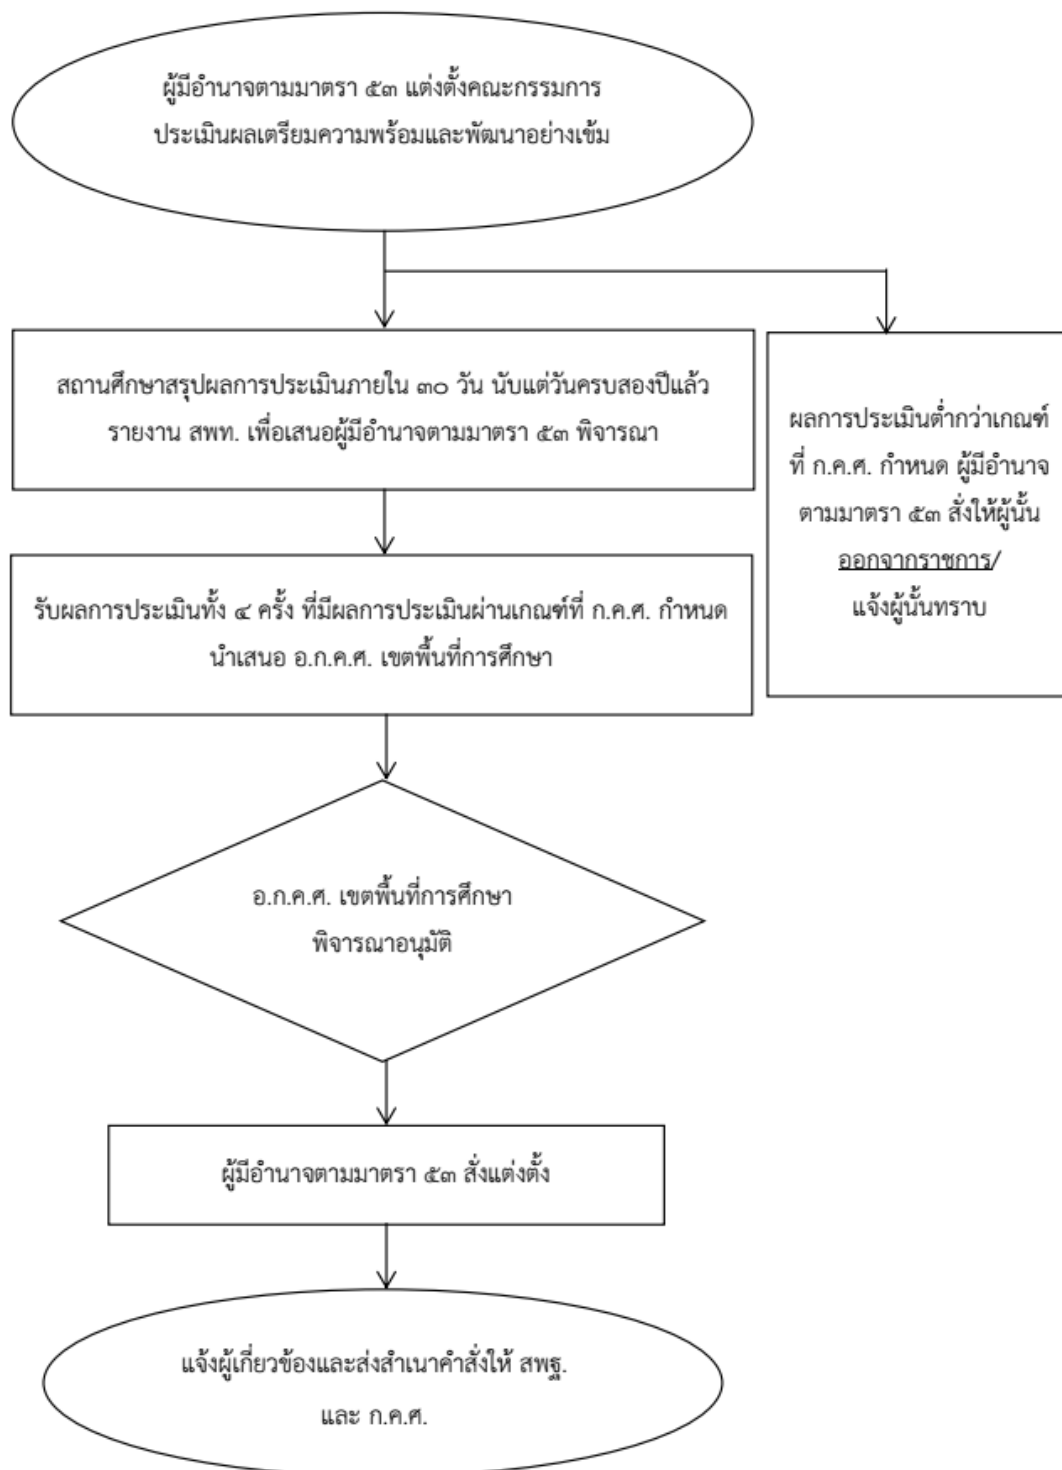 ผู้มีอำนาจตามมาตรา ๕๓ แต่งตั้งคณะกรรมการ
ประเมินผลเตรียมความพร้อมและพัฒนาอย่างเข้ม
สถานศึกษาสรุปผลการประเมินภายใน ๓๐ วัน นับแต่วันครบสองปีแล้ว
รายงาน สพท. เพื่อเสนอผู้มีอำนาจตามมาตรา ๕๓ พิจารณา
ผลการประเมินต่ำกว่าเกณฑ์
ที่ ก.ค.ศ. กำหนด ผู้มีอำนาจ
ตามมาตรา ๕๓ สั่งให้ผู้นั้น
ออกจากราชการ/
แจ้งผู้นั้นทราบ
รับผลการประเมินทั้ง ๔ ครั้ง ที่มีผลการประเมินผ่านเกณฑ์ที่ ก.ค.ศ. กำหนด
นำเสนอ อ.ก.ค.ศ. เขตพื้นที่การศึกษา
อ.ก.ค.ศ. เขตพื้นที่การศึกษา
พิจารณาอนุมัติ
ผู้มีอำนาจตามมาตรา ๕๓ สั่งแต่งตั้ง
แจ้งผู้เกี่ยวข้องและส่งสำเนาคำสั่งให้ สพฐ.
และ ก.ค.ศ.